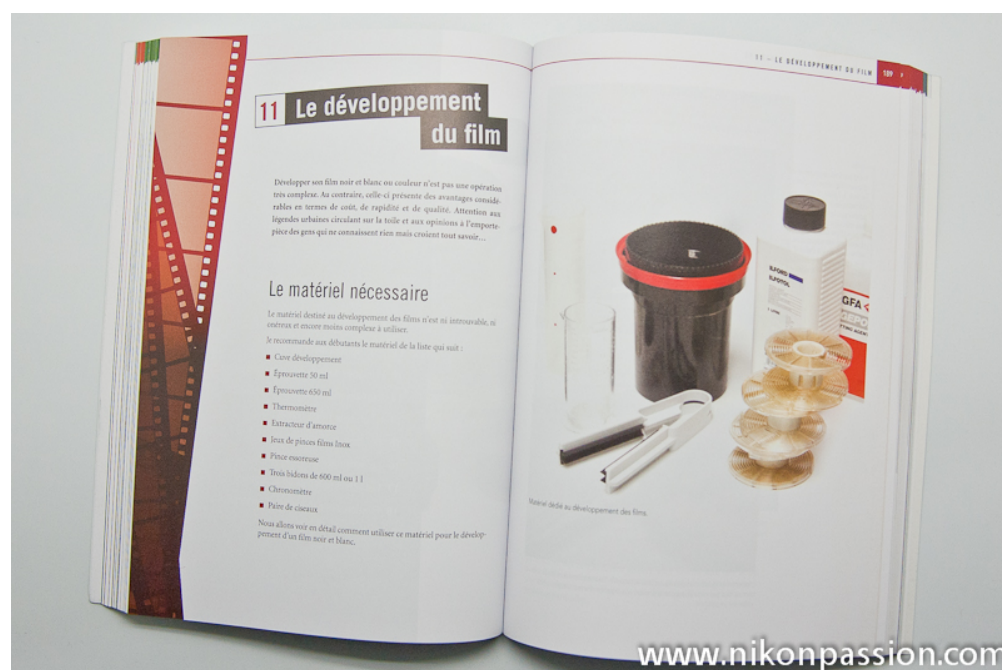 11 Le développement
du film
Développer son film noir et blanc ou couleur n'est pas une opération
très complexe. Au contraire, celle-ci présente des avantages considé-
rables en termes de coût, de rapidité et de qualité. Attention aux
légendes urbaines circulant sur la toile et aux opinions à l'emporte-
pièce des gens qui ne connaissent rien mais croient tout savoir…
Le matériel nécessaire
Le matériel destiné au développement des films n'est ni introuvable, ni
onéreux et encore moins complexe à utiliser.
Je recommande aux débutants le matériel de la liste qui suit :
■ Cuve développement
■ Éprouvette 50 ml
■ Éprouvette 650 ml
■ Thermomètre
■ Extracteur d'amorce
■ Jeux de pinces films Inox
■ Pince essoreuse
■ Trois bidons de 600 ml ou 1 l
■ Chronomètre
■ Paire de ciseaux
Nous allons voir en détail comment utiliser ce matériel pour le dévelop-
pement d'un film noir et blanc.
11 – LE DÉVELOPPEMENT DU FILM 189
ILFORD
ILFOTOL
GFA
TTING AGENT
Matériel dédié au développement des films.
www.nikonpassion.com